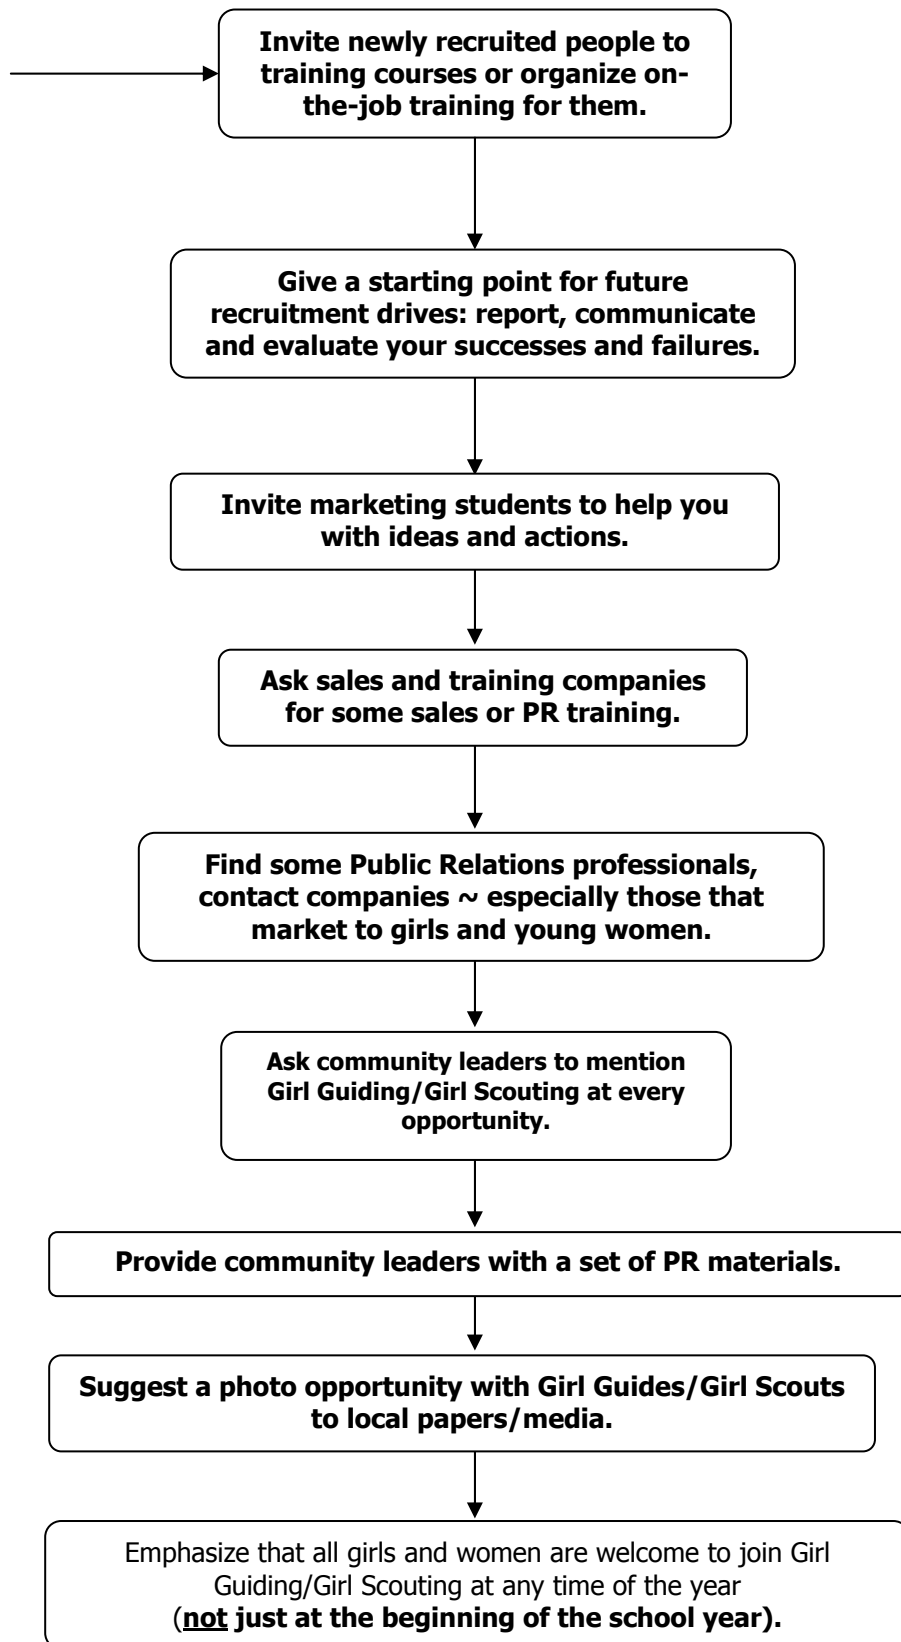 Invite newly recruited people to
training courses or organize on-
the-job training for them.
Give a starting point for future
recruitment drives: report, communicate
and evaluate your successes and failures.
Invite marketing students to help you
with ideas and actions.
Ask sales and training companies
for some sales or PR training.
Find some Public Relations professionals,
contact companies ~ especially those that
market to girls and young women.
Ask community leaders to mention
Girl Guiding/Girl Scouting at every
opportunity.
Provide community leaders with a set of PR materials.
Suggest a photo opportunity with Girl Guides/Girl Scouts
to local papers/media.
Emphasize that all girls and women are welcome to join Girl
Guiding/Girl Scouting at any time of the year
(not just at the beginning of the school year).